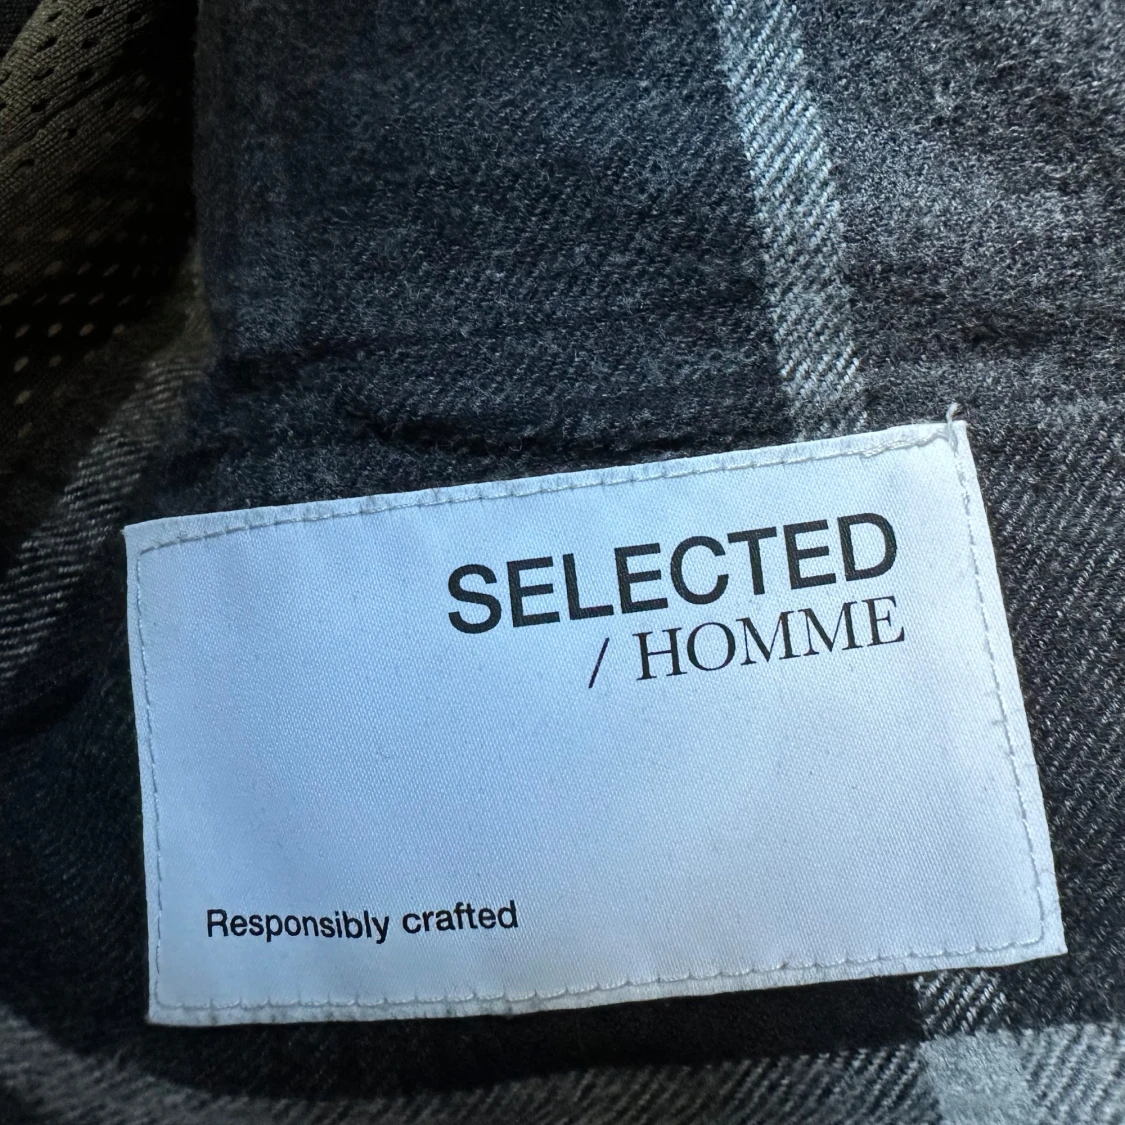 SELECTED
/ HOMME
Responsibly crafted